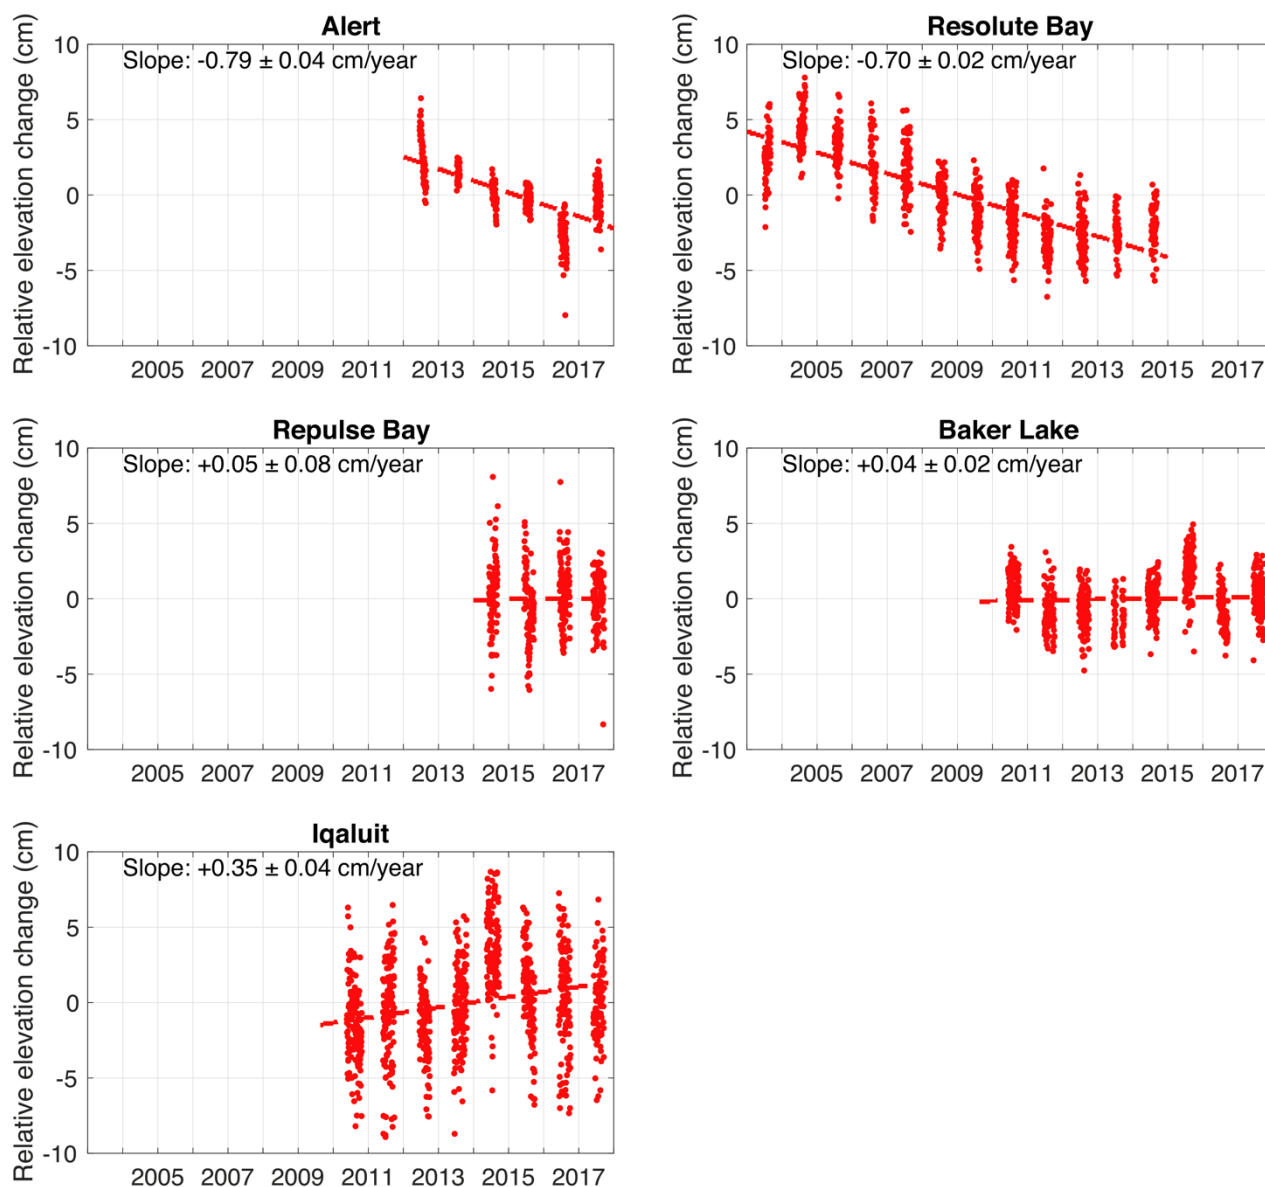 Alert
Slope: -0.79 ± 0.04 cm/year
Relative elevation change (cm)
10
5
0
-5
-10
2005 2007 2009 2011 2013 2015 2017
Resolute Bay
Slope: -0.70 ± 0.02 cm/year
Relative elevation change (cm)
10
5
0
-5
-10
2005 2007 2009 2011 2013 2015 2017
Repulse Bay
Slope: +0.05 ± 0.08 cm/year
Relative elevation change (cm)
10
5
0
-5
-10
2005 2007 2009 2011 2013 2015 2017
Baker Lake
Slope: +0.04 ± 0.02 cm/year
Relative elevation change (cm)
10
5
0
-5
-10
2005 2007 2009 2011 2013 2015 2017
Iqaluit
Slope: +0.35 ± 0.04 cm/year
Relative elevation change (cm)
10
5
0
-5
-10
2005 2007 2009 2011 2013 2015 2017